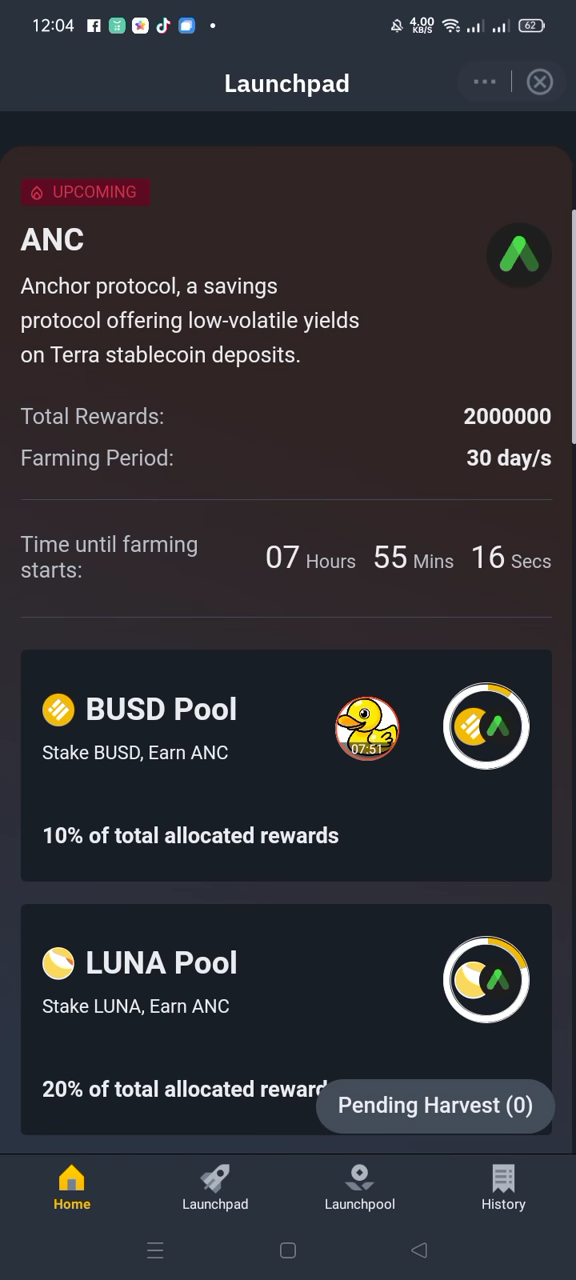 12:04
4.00
KB/S
62
Launchpad
UPCOMING
ANC
Anchor protocol, a savings
protocol offering low-volatile yields
on Terra stablecoin deposits.
Total Rewards: 2000000
Farming Period: 30 day/s
Time until farming
starts:
07 Hours 55 Mins 16 Secs
BUSD Pool
Stake BUSD, Earn ANC
07:51
10% of total allocated rewards
LUNA Pool
Stake LUNA, Earn ANC
20% of total allocated reward
Pending Harvest (0)
Home Launchpad Launchpool History